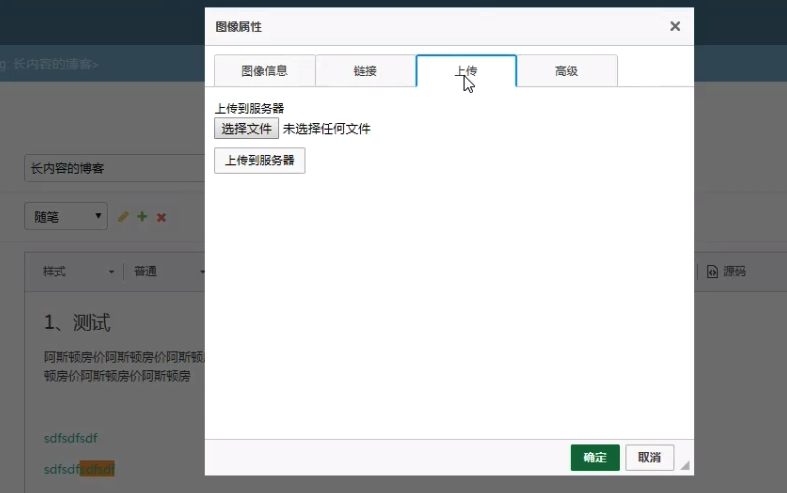 图像属性
g: 长内容的博客>
图像信息 链接 上传 高级
上传到服务器
选择文件 未选择任何文件
上传到服务器
长内容的博客
随笔
样式 普通 源码
1、测试
阿斯顿房价阿斯顿房价阿斯顿
顿房价阿斯顿房价阿斯顿房
sdfsdfsdf
sdfsdfsdfsdf
确定 取消